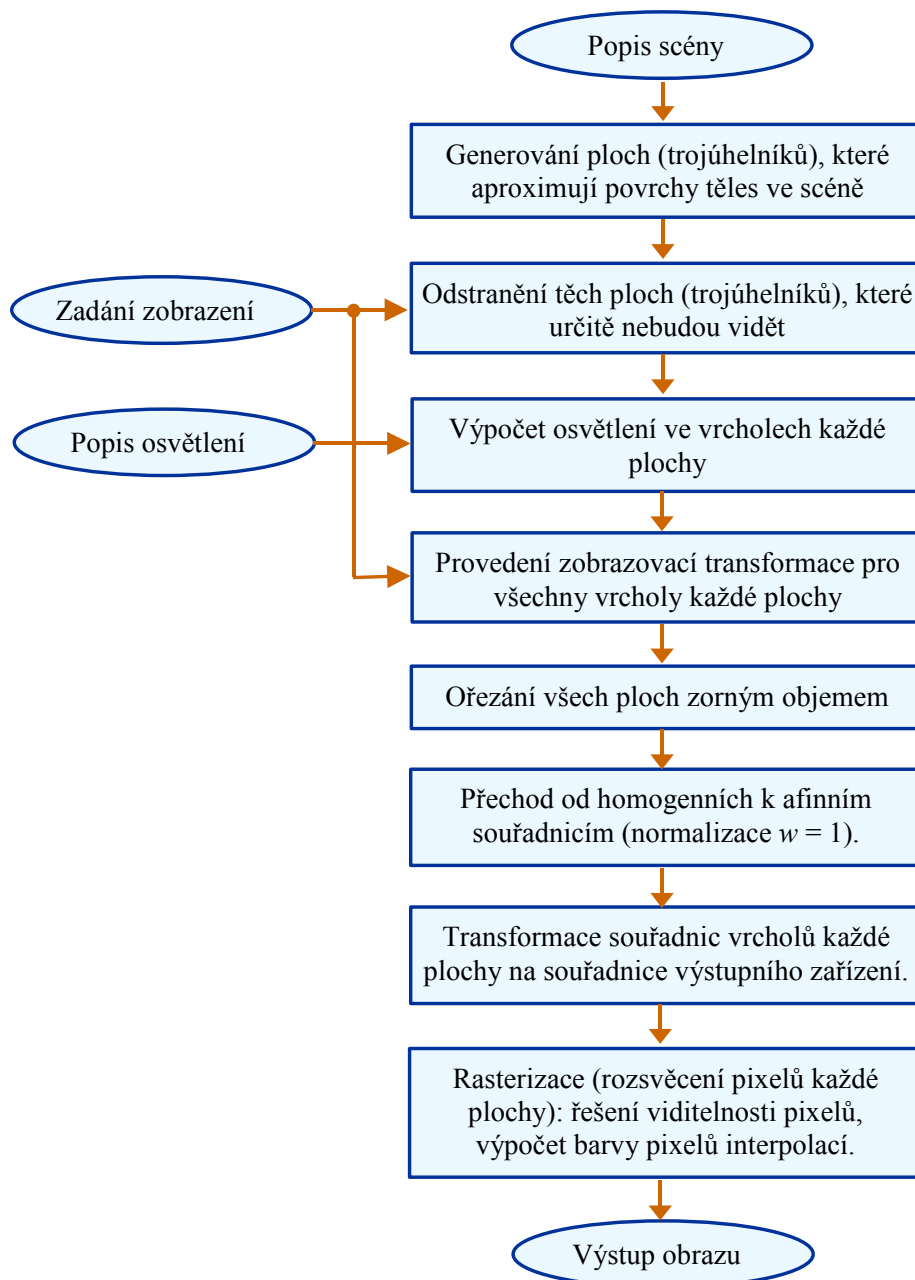 Popis scény
Generování ploch (trojúhelníků), které
aproximují povrchy těles ve scéně
Zadání zobrazení
Odstranění těch ploch (trojúhelníků), které
určitě nebudou vidět
Popis osvětlení
Výpočet osvětlení ve vrcholech každé
plochy
Provedení zobrazovací transformace pro
všechny vrcholy každé plochy
Ořezání všech ploch zorným objemem
Přechod od homogenních k afinním
souřadnicím (normalizace w = 1).
Transformace souřadnic vrcholů každé
plochy na souřadnice výstupního zařízení.
Rasterizace (rozsvěcení pixelů každé
plochy): řešení viditelnosti pixelů,
výpočet barvy pixelů interpolací.
Výstup obrazu